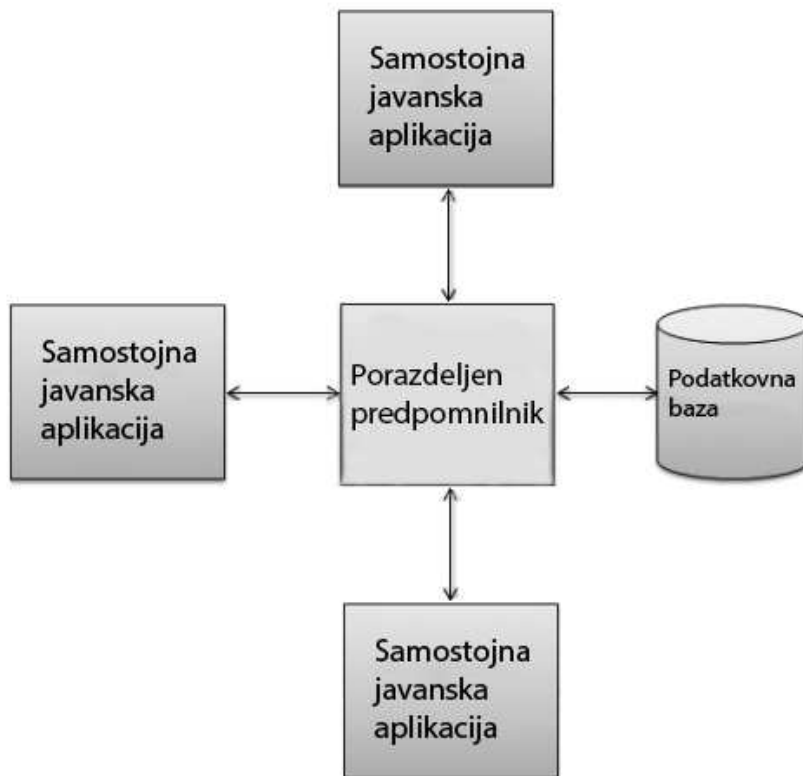 Samostojna
javanska
aplikacija
Samostojna
javanska
aplikacija
Porazdeljen
predpomnilnik
Podatkovna
baza
Samostojna
javanska
aplikacija